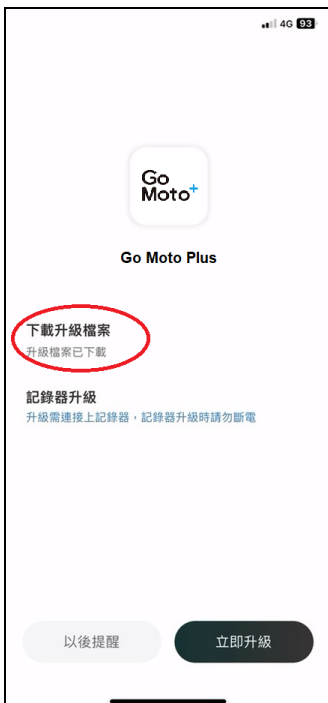 4G 93
Go
Moto+
Go Moto Plus
下載升級檔案
升級檔案已下載
記錄器升級
升級需連接上記錄器，記錄器升級時請勿斷電
以後提醒
立即升級